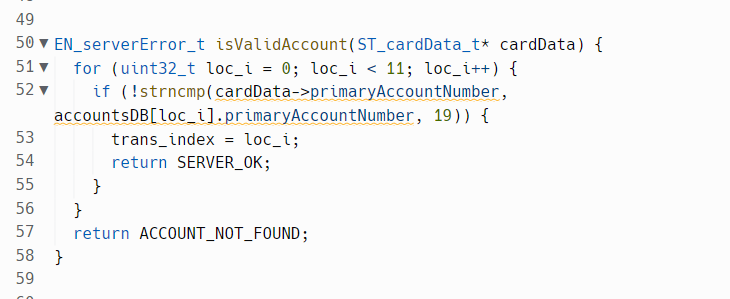 49
50 EN_serverError_t isValidAccount(ST_cardData_t* cardData) {
51 for (uint32_t loc_i = 0; loc_i < 11; loc_i++) {
52 if (!strncmp(cardData->primaryAccountNumber,
accountsDB[loc_i].primaryAccountNumber, 19)) {
53 trans_index = loc_i;
54 return SERVER_OK;
55 }
56 }
57 return ACCOUNT_NOT_FOUND;
58 }
59